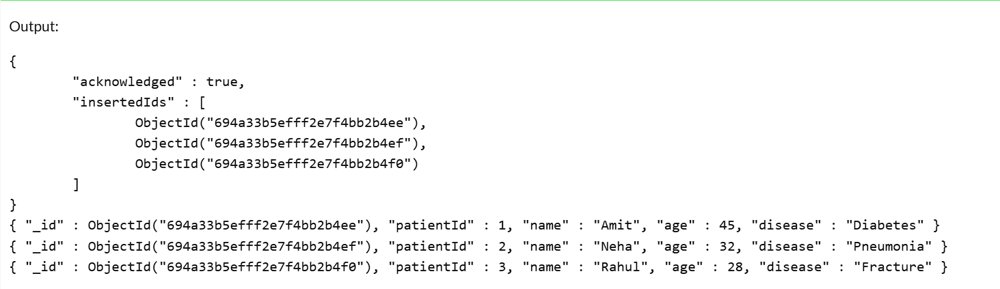 Output:
{
"acknowledged" : true,
"insertedIds" : [
ObjectId("694a33b5efff2e7f4bb2b4ee"),
ObjectId("694a33b5efff2e7f4bb2b4ef"),
ObjectId("694a33b5efff2e7f4bb2b4f0")
]
}
{ "_id" : ObjectId("694a33b5efff2e7f4bb2b4ee"), "patientId" : 1, "name" : "Amit", "age" : 45, "disease" : "Diabetes" }
{ "_id" : ObjectId("694a33b5efff2e7f4bb2b4ef"), "patientId" : 2, "name" : "Neha", "age" : 32, "disease" : "Pneumonia" }
{ "_id" : ObjectId("694a33b5efff2e7f4bb2b4f0"), "patientId" : 3, "name" : "Rahul", "age" : 28, "disease" : "Fracture" }